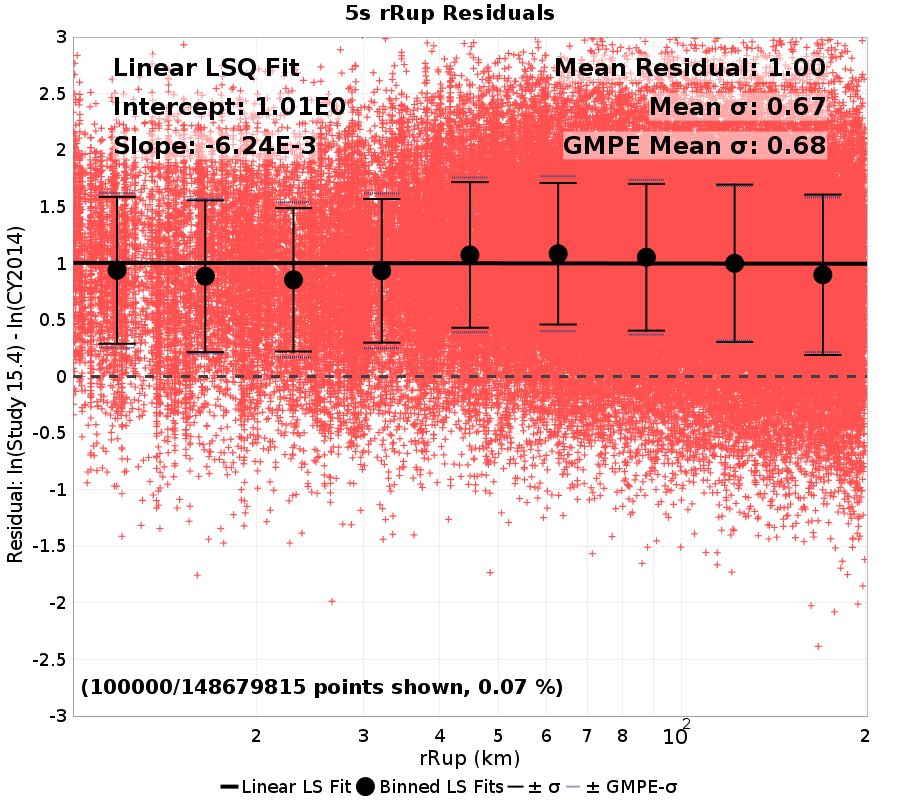 5s rRup Residuals
Residual: ln(Study 15.4) - ln(CY2014)
3
2.5
2
1.5
1
0.5
0
-0.5
-1
-1.5
-2
-2.5
-3
Linear LSQ Fit
Intercept: 1.01E0
Slope: -6.24E-3
Mean Residual: 1.00
Mean σ: 0.67
GMPE Mean σ: 0.68
(100000/148679815 points shown, 0.07 %)
2 3 4 5 6 7 8 10² 2
rRup (km)
Linear LS Fit Binned LS Fits ± σ ± GMPE-σ